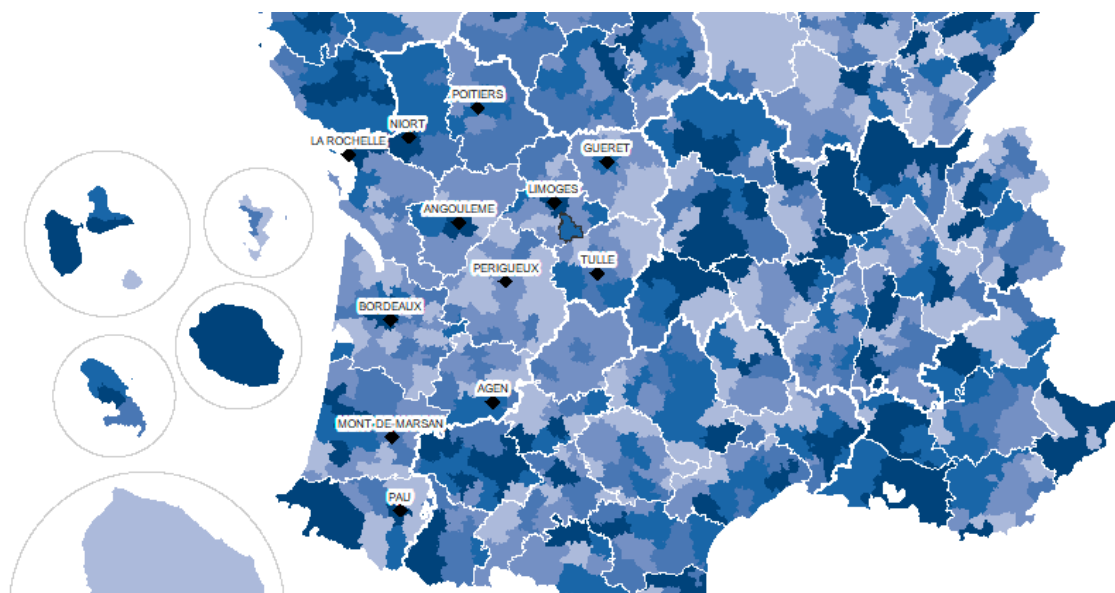 POITIERS
NIORT
LA ROCHELLE
GUERET
LIMOGES
ANGOULEME
TULLE
PERIGUEUX
BORDEAUX
AGEN
MONT-DE-MARSAN
PAU